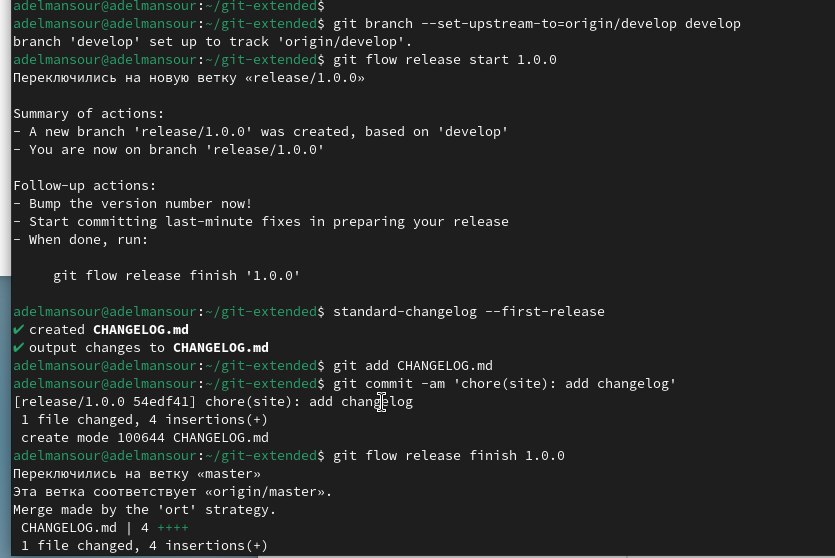 adelmansour@adelmansour:~/git-extended$
adelmansour@adelmansour:~/git-extended$ git branch --set-upstream-to=origin/develop develop
branch 'develop' set up to track 'origin/develop'.
adelmansour@adelmansour:~/git-extended$ git flow release start 1.0.0
Переключились на новую ветку «release/1.0.0»
Summary of actions:
- A new branch 'release/1.0.0' was created, based on 'develop'
- You are now on branch 'release/1.0.0'
Follow-up actions:
- Bump the version number now!
- Start committing last-minute fixes in preparing your release
- When done, run:
git flow release finish '1.0.0'
adelmansour@adelmansour:~/git-extended$ standard-changelog --first-release
✔ created CHANGELOG.md
✔ output changes to CHANGELOG.md
adelmansour@adelmansour:~/git-extended$ git add CHANGELOG.md
adelmansour@adelmansour:~/git-extended$ git commit -am 'chore(site): add changelog'
[release/1.0.0 54edf41] chore(site): add changelog
1 file changed, 4 insertions(+)
create mode 100644 CHANGELOG.md
adelmansour@adelmansour:~/git-extended$ git flow release finish 1.0.0
Переключились на ветку «master»
Эта ветка соответствует «origin/master».
Merge made by the 'ort' strategy.
CHANGELOG.md | 4 ++++
1 file changed, 4 insertions(+)